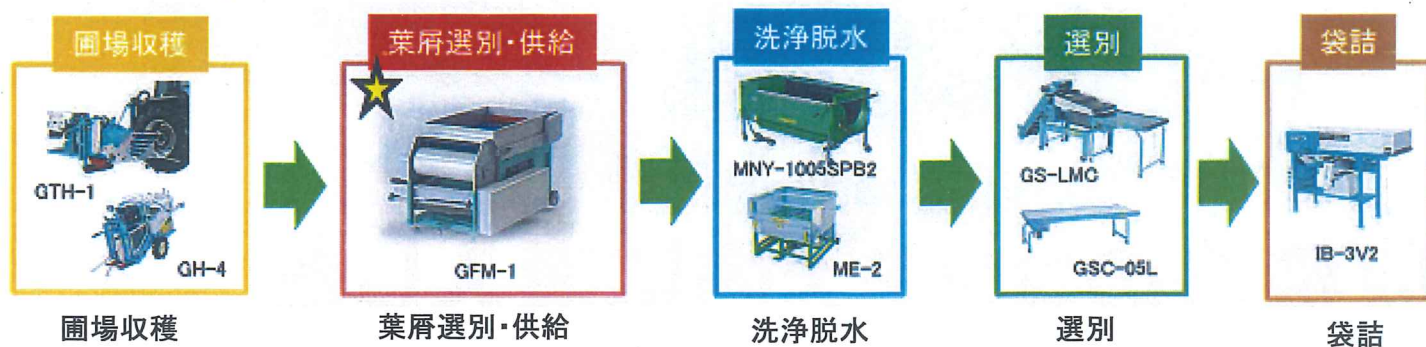 圃場収穫
GTH-1
GH-4
圃場収穫
葉屑選別・供給
GFM-1
葉屑選別・供給
洗浄脱水
MNY-1005SPB2
ME-2
洗浄脱水
選別
GS-LMC
GSC-05L
選別
袋詰
IB-3V2
袋詰